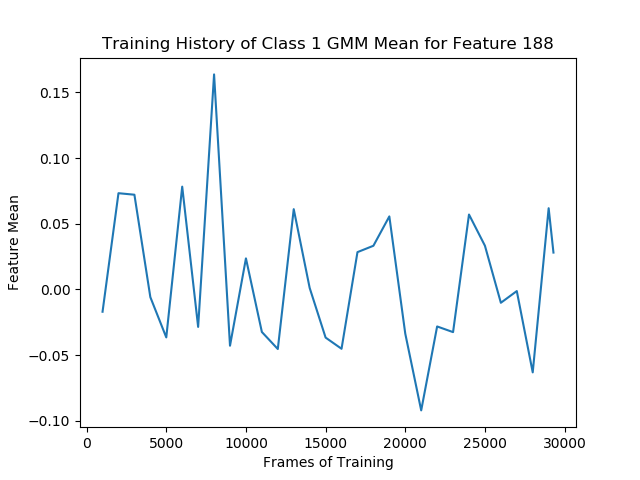 Training History of Class 1 GMM Mean for Feature 188
0.15
0.10
0.05
0.00
−0.05
−0.10
Feature Mean
0 5000 10000 15000 20000 25000 30000
Frames of Training